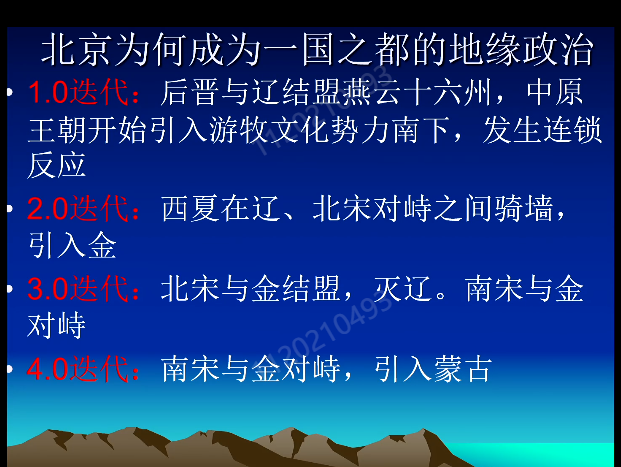 北京为何成为一国之都的地缘政治
• 1.0迭代：后晋与辽结盟燕云十六州，中原
王朝开始引入游牧文化势力南下，发生连锁
反应
• 2.0迭代：西夏在辽、北宋对峙之间骑墙，
引入金
• 3.0迭代：北宋与金结盟，灭辽。南宋与金
对峙
• 4.0迭代：南宋与金对峙，引入蒙古